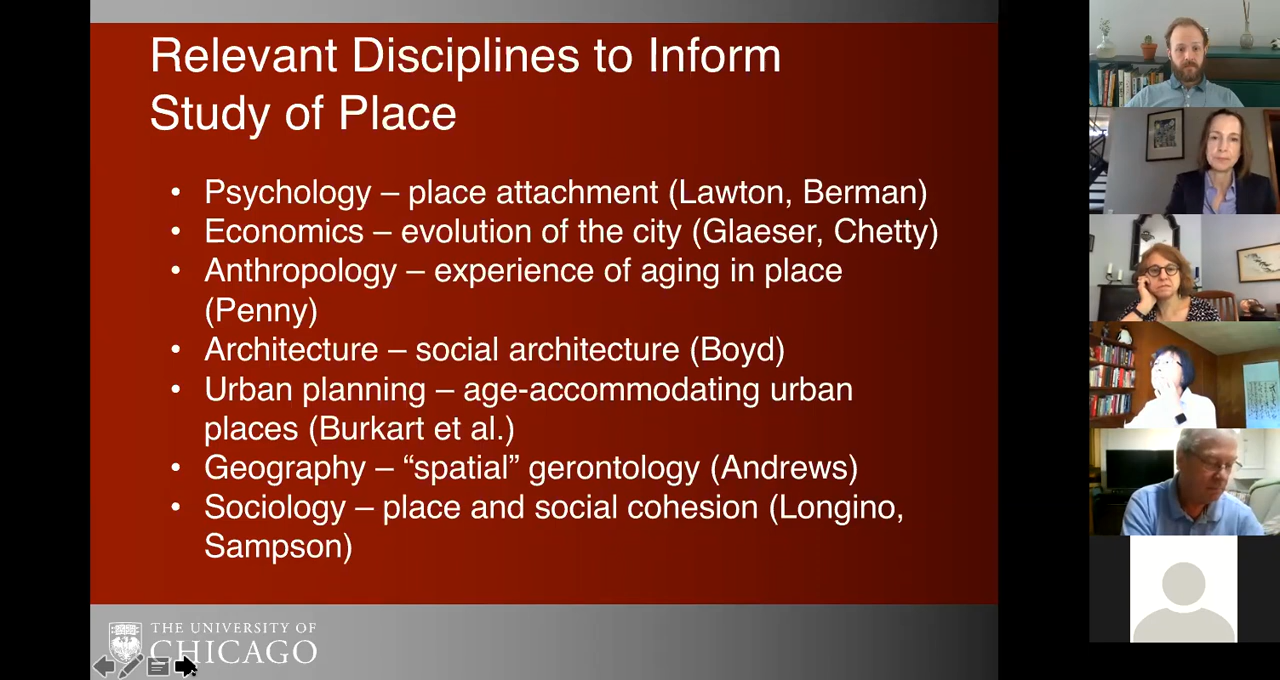 Relevant Disciplines to Inform
Study of Place
• Psychology – place attachment (Lawton, Berman)
• Economics – evolution of the city (Glaeser, Chetty)
• Anthropology – experience of aging in place
(Penny)
• Architecture – social architecture (Boyd)
• Urban planning – age-accommodating urban
places (Burkart et al.)
• Geography – “spatial” gerontology (Andrews)
• Sociology – place and social cohesion (Longino,
Sampson)
THE UNIVERSITY OF
CHICAGO